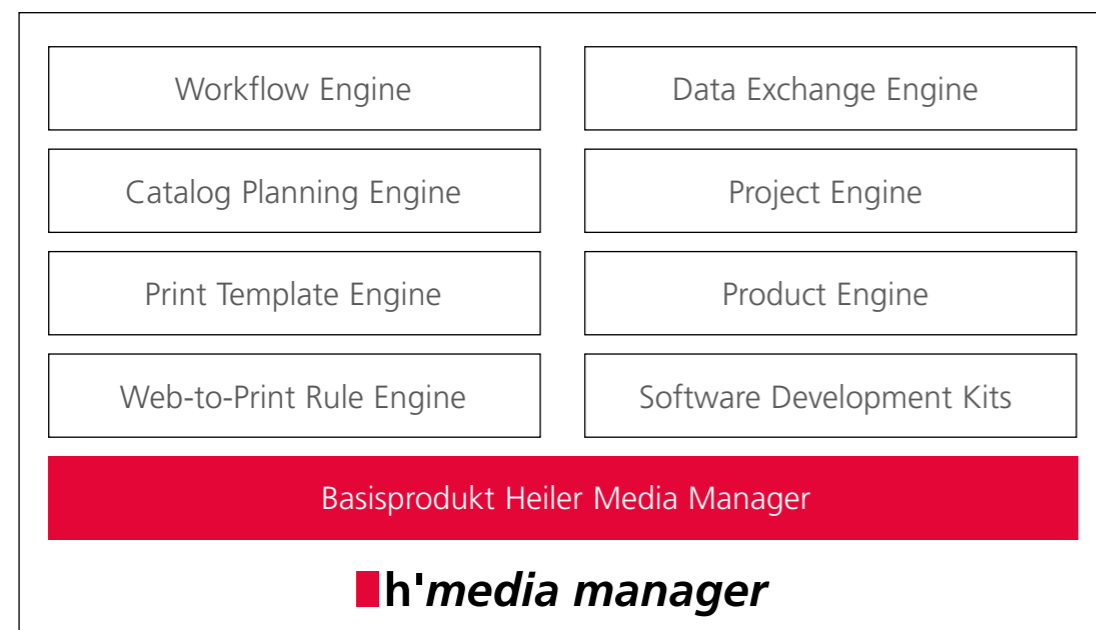 Workflow Engine
Data Exchange Engine
Catalog Planning Engine
Project Engine
Print Template Engine
Product Engine
Web-to-Print Rule Engine
Software Development Kits
Basisprodukt Heiler Media Manager
h'media manager